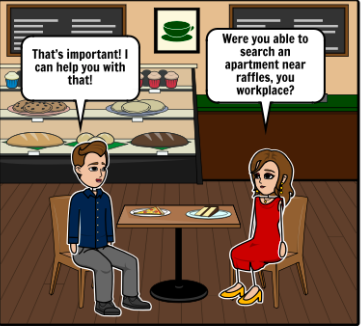 That's important! I
can help you with
that!
Were you able to
search an
apartment near
raffles, you
workplace?